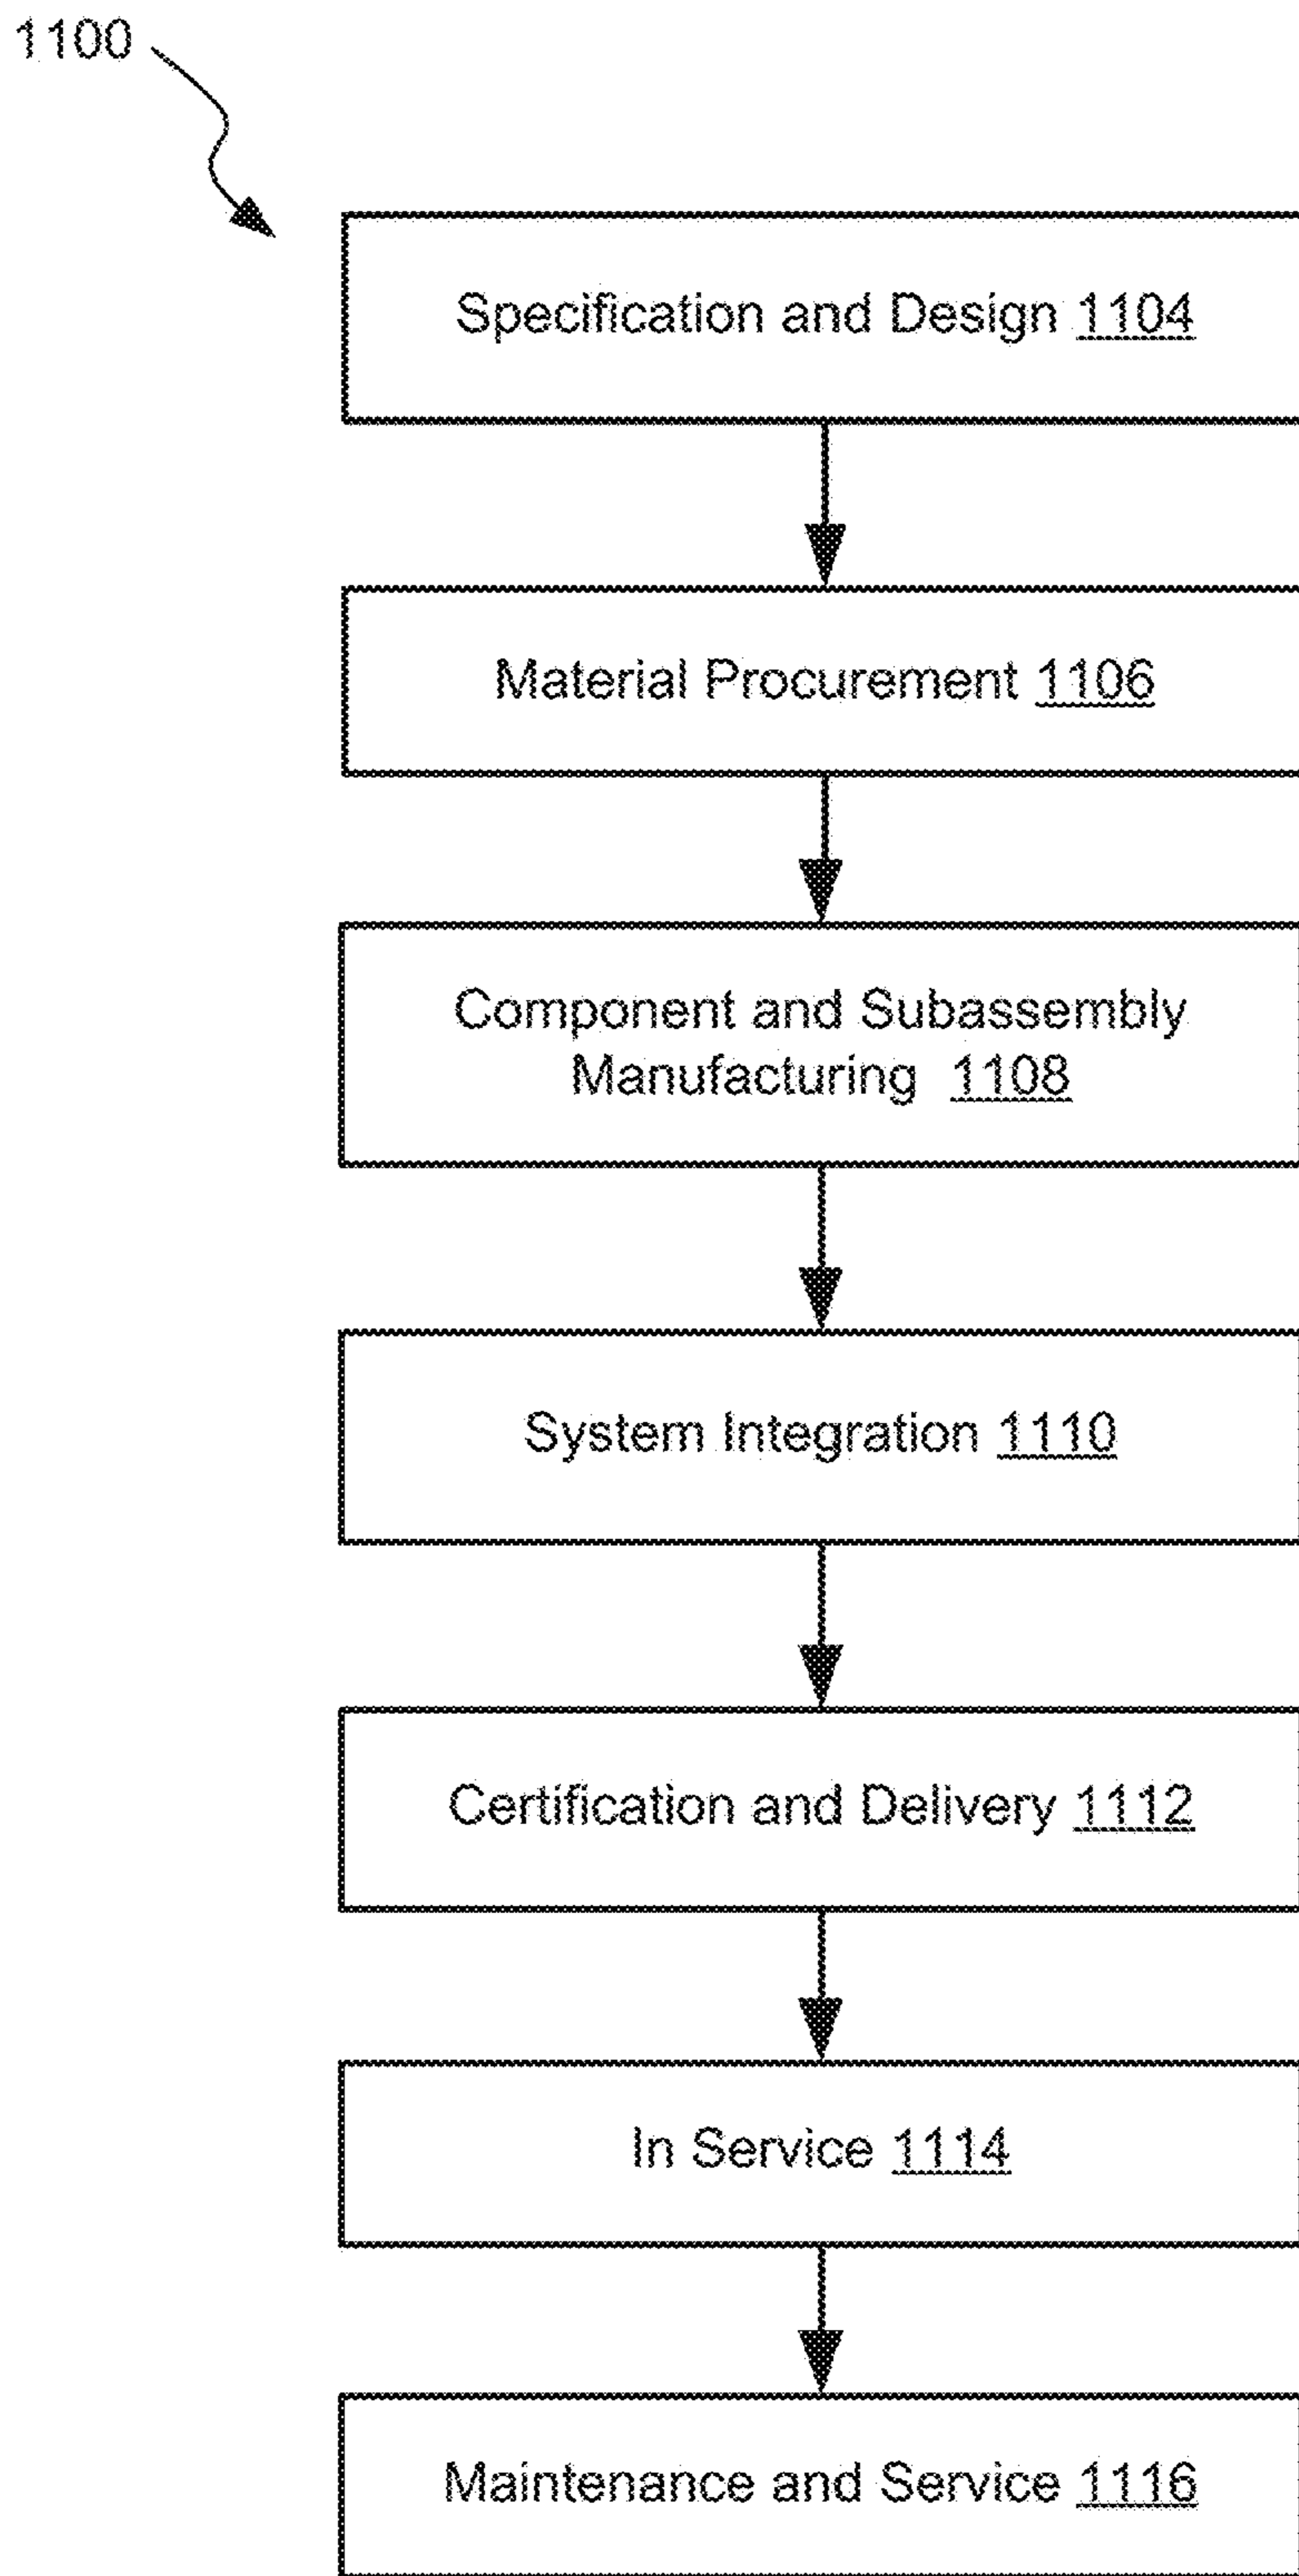 1100
Specification and Design 1104
Material Procurement 1106
Component and Subassembly
Manufacturing 1108
System Integration 1110
Certification and Delivery 1112
In Service 1114
Maintenance and Service 1116